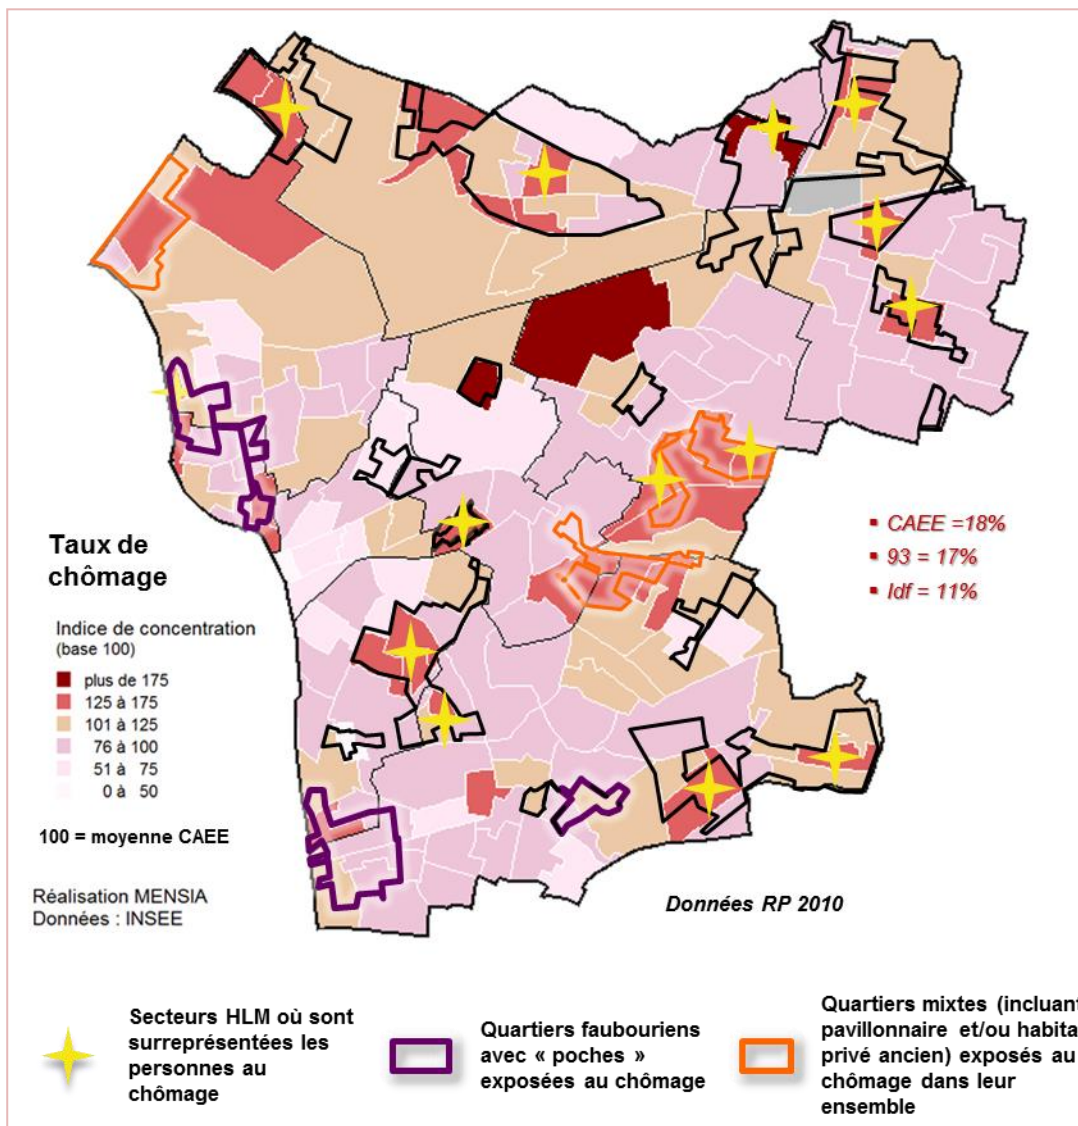 Taux de
chômage
Indice de concentration
(base 100)
plus de 175
125 à 175
101 à 125
76 à 100
51 à 75
0 à 50
100 = moyenne CAEE
Réalisation MENSIA
Données : INSEE
▪ CAEE =18%
▪ 93 = 17%
▪ Idf = 11%
Données RP 2010
Secteurs HLM où sont
surreprésentées les
personnes au
chômage
Quartiers faubouriens
avec « poches »
exposées au chômage
Quartiers mixtes (incluant
pavillonnaire et/ou habita
privé ancien) exposés au
chômage dans leur
ensemble